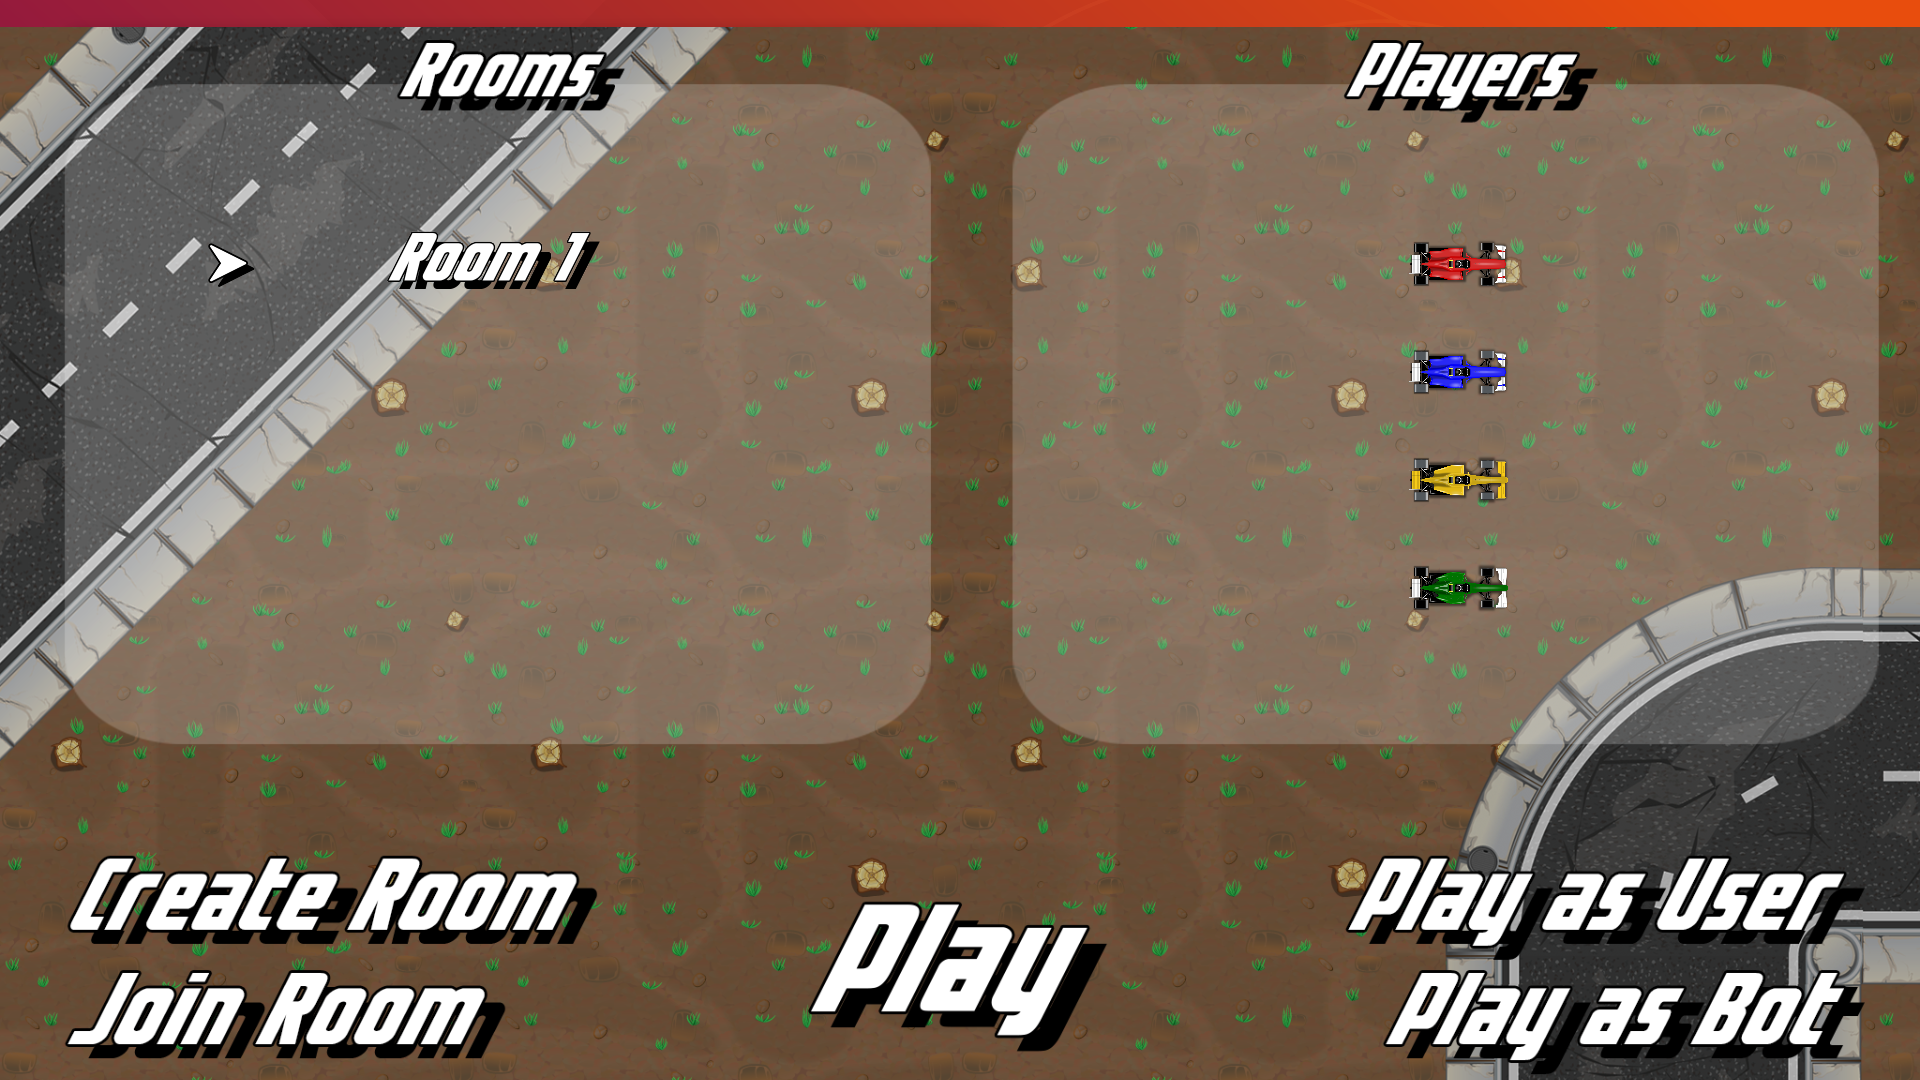 Rooms
Players
Room 1
Create Room
Join Room
Play
Play as User
Play as Bot